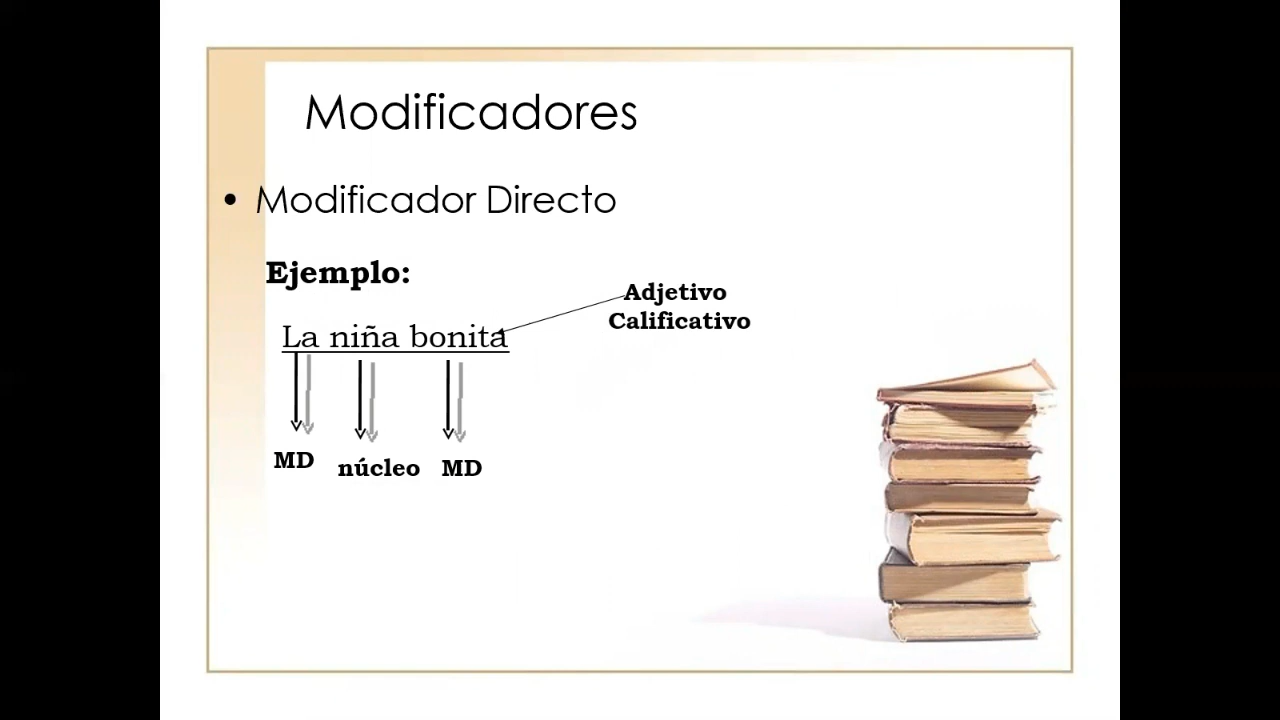 Modificadores
• Modificador Directo
Ejemplo:
Adjetivo
Calificativo
La niña bonita
MD núcleo MD